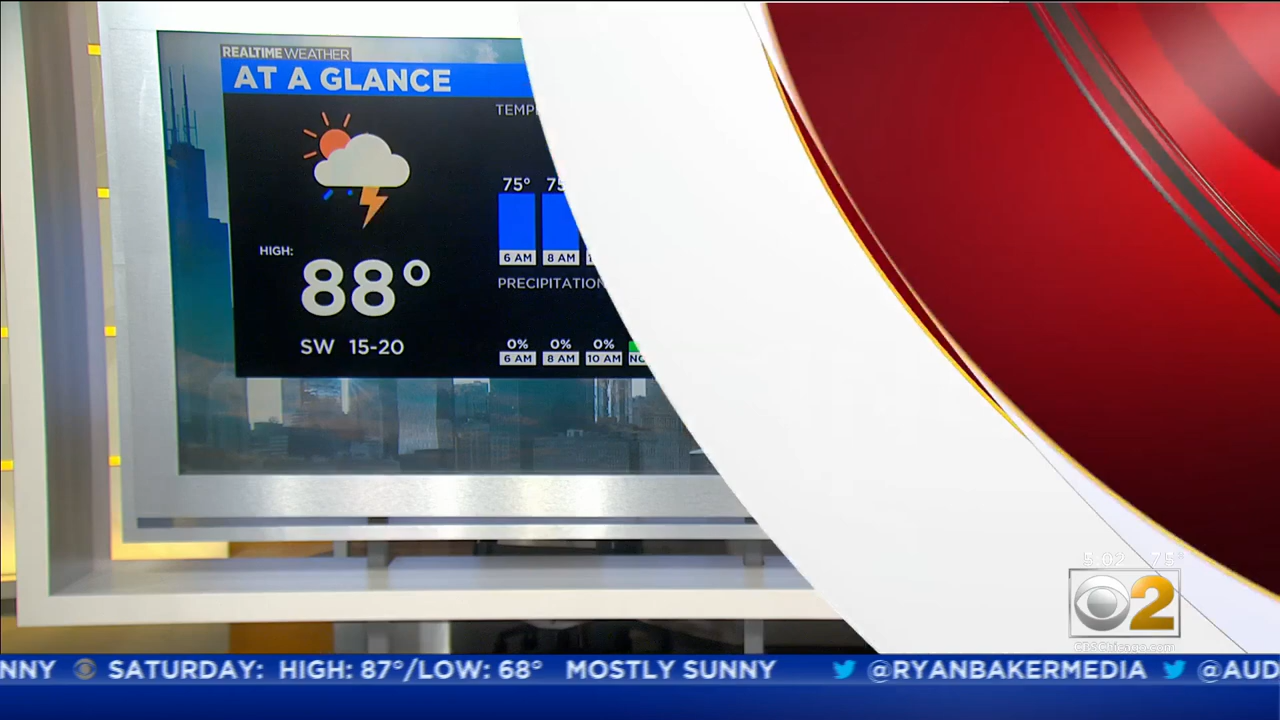 REALTIME WEATHER
AT A GLANCE
TEMP
75° 75
6 AM 8 AM
HIGH:
88°
SW 15-20
PRECIPITATION
0% 0% 0%
6 AM 8 AM 10 AM
5:02 75°
2
CBSChicago.com
NNY SATURDAY: HIGH: 87°/LOW: 68° MOSTLY SUNNY @RYANBAKERMEDIA @AUD